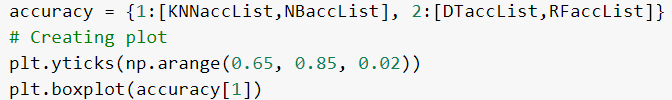 accuracy = {1:[KNNaccList,NBaccList], 2:[DTaccList,RFaccList]}
# Creating plot
plt.yticks(np.arange(0.65, 0.85, 0.02))
plt.boxplot(accuracy[1])